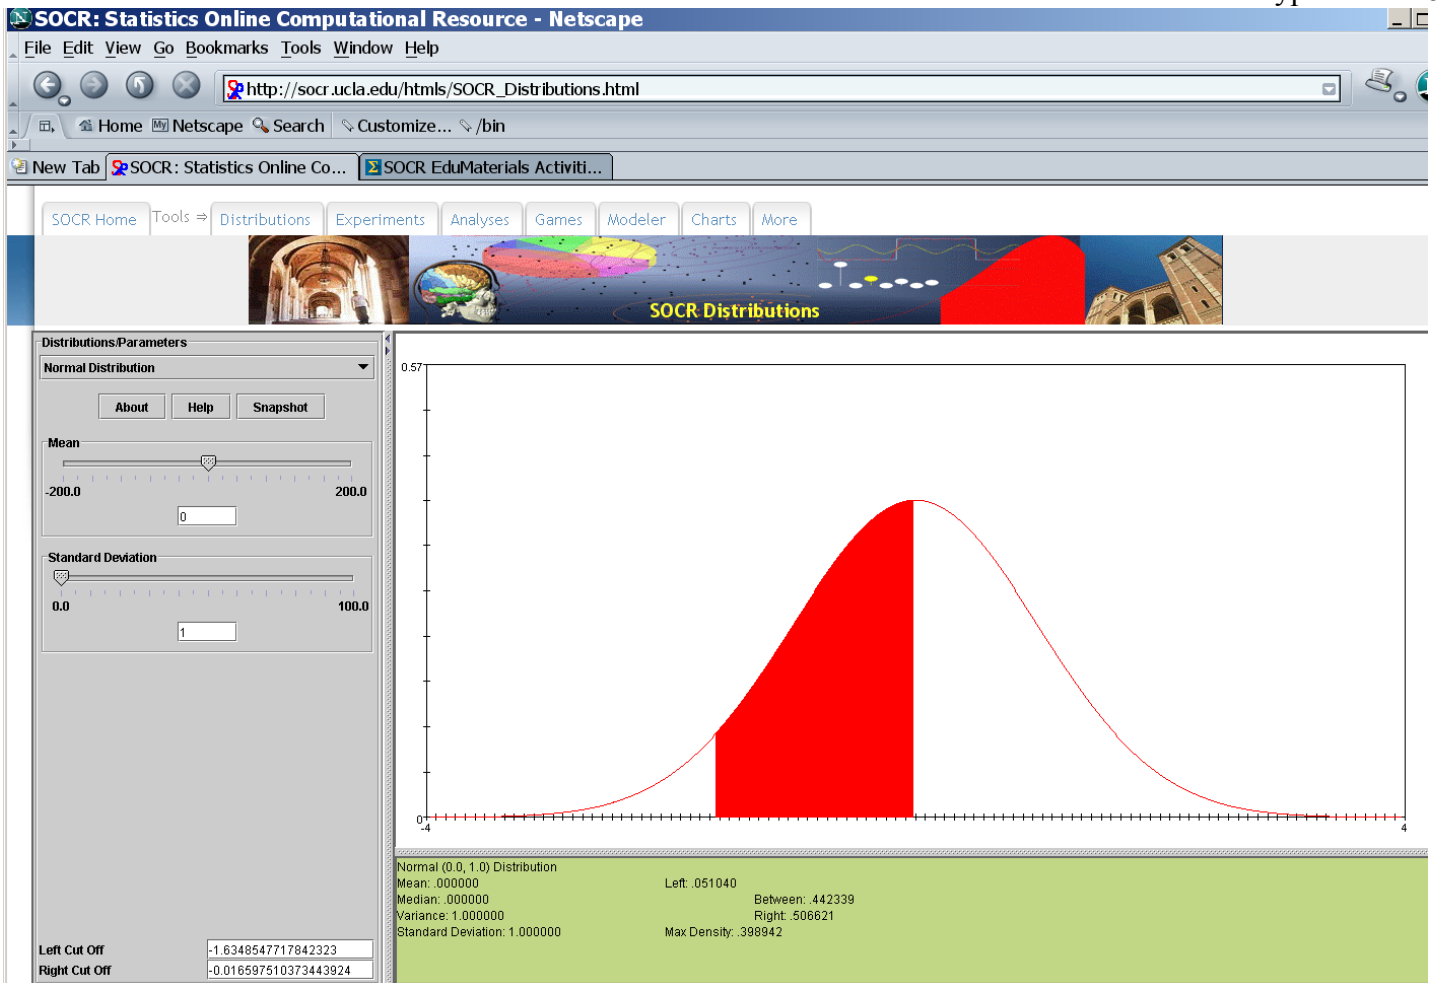 SOCR: Statistics Online Computational Resource - Netscape
File Edit View Go Bookmarks Tools Window Help
http://socr.ucla.edu/htmls/SOCR_Distributions.html
Home Netscape Search Customize... /bin
New Tab SOCR: Statistics Online Co... SOCR EduMaterials Activiti...
SOCR Home Tools ⇒ Distributions Experiments Analyses Games Modeler Charts More
SOCR Distributions
Distributions/Parameters
Normal Distribution
About Help Snapshot
Mean
-200.0 200.0
0
Standard Deviation
0.0 100.0
1
Left Cut Off -1.6348547717842323
Right Cut Off -0.016597510373443924
0.57
0
-4 4
Normal (0.0, 1.0) Distribution
Mean: .000000 Left: .051040
Median: .000000 Between: .442339
Variance: 1.000000 Right: .506621
Standard Deviation: 1.000000 Max Density: .398942